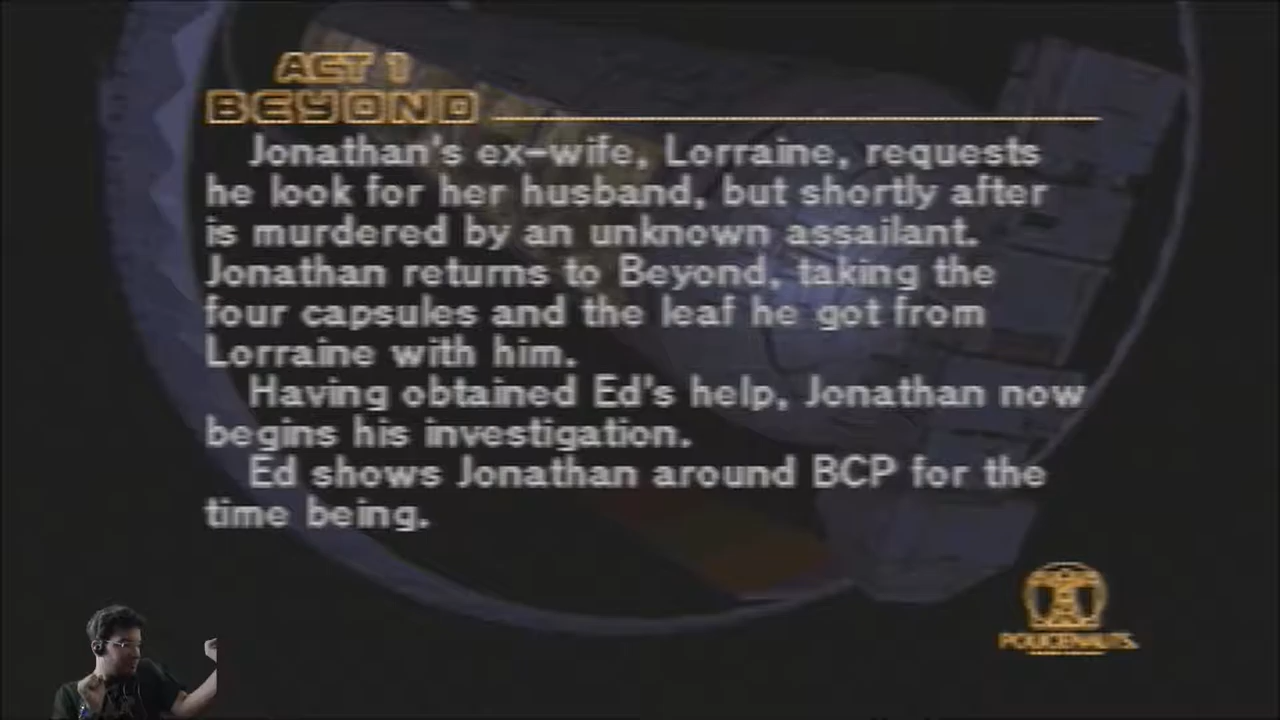 ACT 1
BEYOND
Jonathan's ex-wife, Lorraine, requests
he look for her husband, but shortly after
is murdered by an unknown assailant.
Jonathan returns to Beyond, taking the
four capsules and the leaf he got from
Lorraine with him.
Having obtained Ed's help, Jonathan now
begins his investigation.
Ed shows Jonathan around BCP for the
time being.
POLICENAUTS